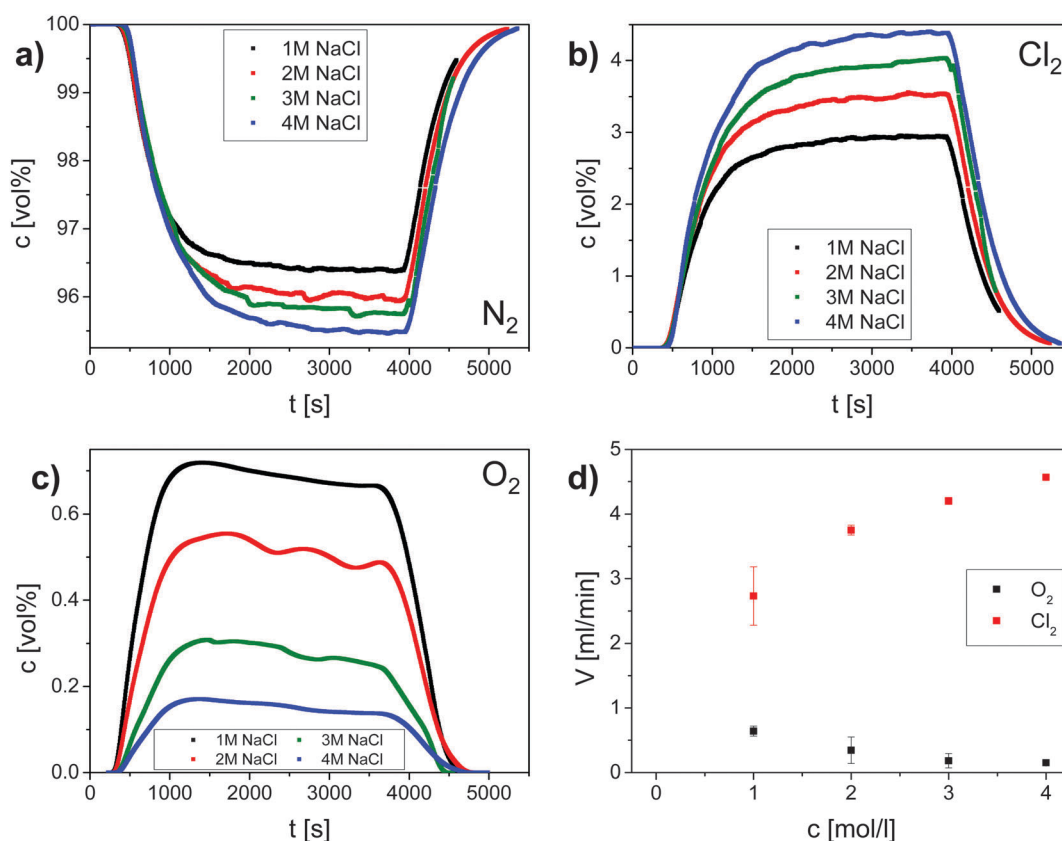 a)
100
99
98
97
96
c [vol%]
1M NaCl
2M NaCl
3M NaCl
4M NaCl
N₂
0 1000 2000 3000 4000 5000
t [s]
b)
4
3
2
1
0
c [vol%]
Cl₂
1M NaCl
2M NaCl
3M NaCl
4M NaCl
0 1000 2000 3000 4000 5000
t [s]
c)
0.6
0.4
0.2
0.0
c [vol%]
O₂
1M NaCl 3M NaCl
2M NaCl 4M NaCl
0 1000 2000 3000 4000 5000
t [s]
d)
5
4
3
2
1
0
V [ml/min]
O₂
Cl₂
0 1 2 3 4
c [mol/l]